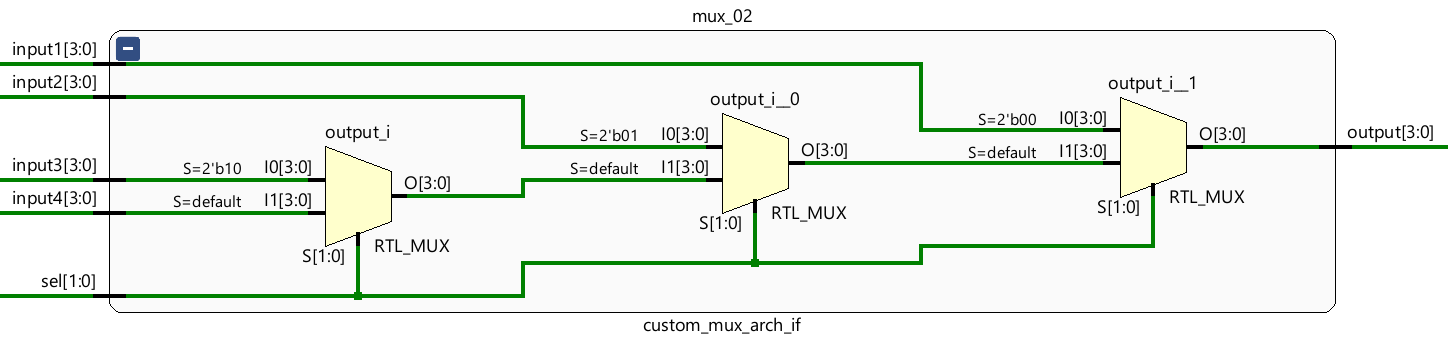 mux_02
input1[3:0]
input2[3:0]
input3[3:0]
input4[3:0]
sel[1:0]
output_i
S=2'b10
I0[3:0]
S=default
I1[3:0]
O[3:0]
S[1:0]
RTL_MUX
output_i__0
S=2'b01
I0[3:0]
S=default
I1[3:0]
O[3:0]
S[1:0]
RTL_MUX
output_i__1
S=2'b00
I0[3:0]
S=default
I1[3:0]
O[3:0]
S[1:0]
RTL_MUX
output[3:0]
custom_mux_arch_if